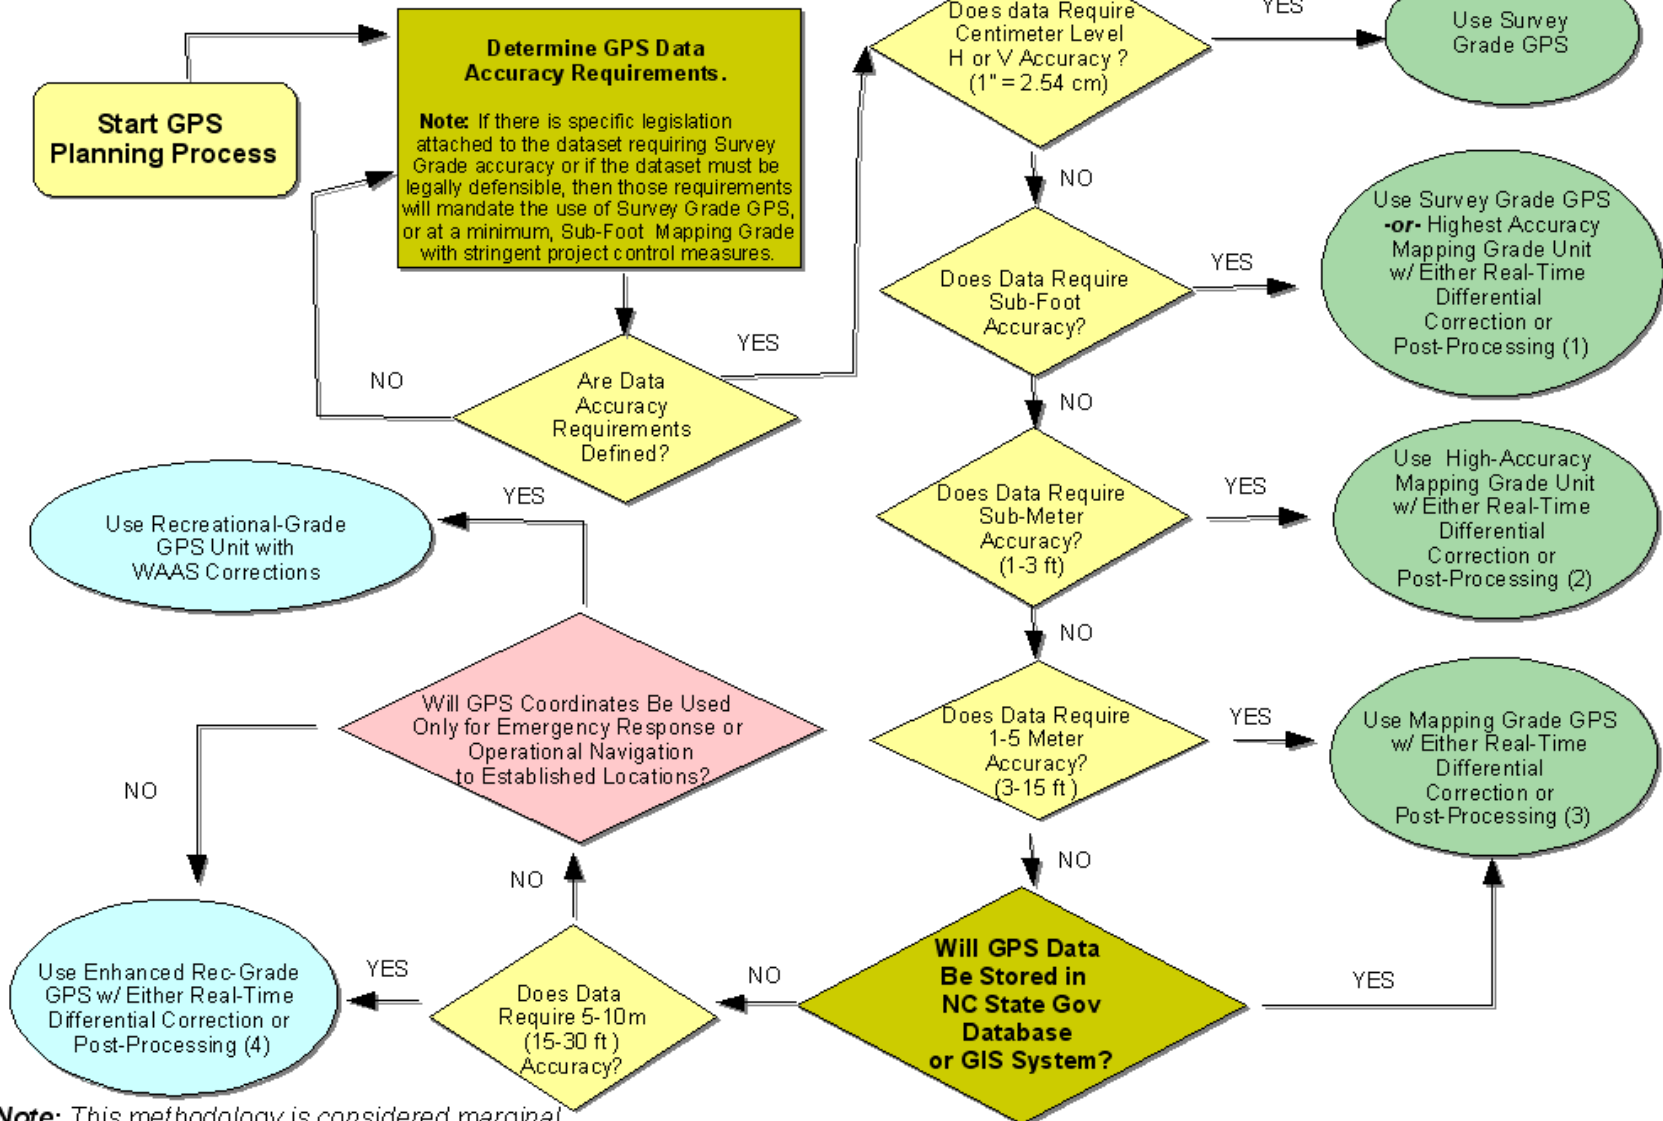 Start GPS
Planning Process
Determine GPS Data
Accuracy Requirements.
Note: If there is specific legislation
attached to the dataset requiring Survey
Grade accuracy or if the dataset must be
legally defensible, then those requirements
will mandate the use of Survey Grade GPS,
or at a minimum, Sub-Foot Mapping Grade
with stringent project control measures.
Are Data
Accuracy
Requirements
Defined?
NO
YES
Does data Require
Centimeter Level
H or V Accuracy ?
(1" = 2.54 cm)
YES
Use Survey
Grade GPS
NO
Does Data Require
Sub-Foot
Accuracy?
YES
Use Survey Grade GPS
-or- Highest Accuracy
Mapping Grade Unit
w/ Either Real-Time
Differential
Correction or
Post-Processing (1)
NO
Does Data Require
Sub-Meter
Accuracy?
(1-3 ft)
YES
Use High-Accuracy
Mapping Grade Unit
w/ Either Real-Time
Differential
Correction or
Post-Processing (2)
NO
Does Data Require
1-5 Meter
Accuracy?
(3-15 ft )
YES
Use Mapping Grade GPS
w/ Either Real-Time
Differential
Correction or
Post-Processing (3)
NO
Will GPS Data
Be Stored in
NC State Gov
Database
or GIS System?
YES
NO
Does Data
Require 5-10m
(15-30 ft )
Accuracy?
YES
Use Enhanced Rec-Grade
GPS w/ Either Real-Time
Differential Correction or
Post-Processing (4)
NO
Will GPS Coordinates Be Used
Only for Emergency Response or
Operational Navigation
to Established Locations?
NO
YES
Use Recreational-Grade
GPS Unit with
WAAS Corrections
Note: This methodology is considered marginal